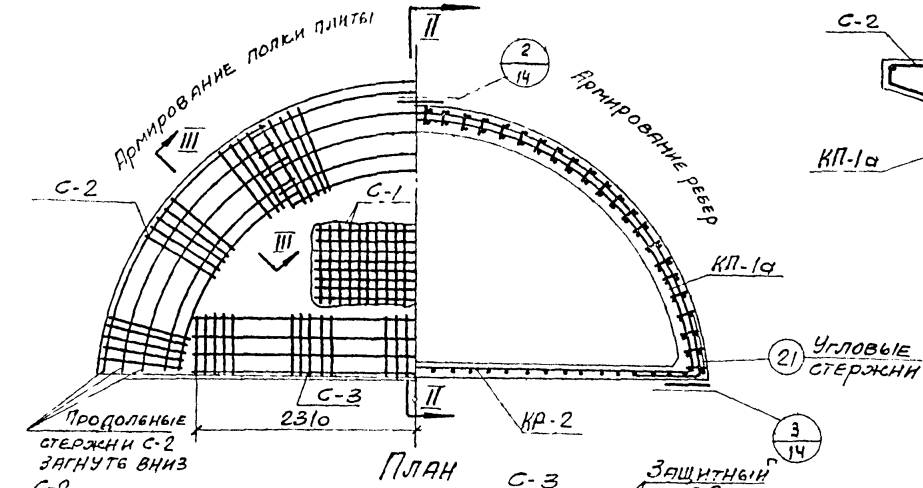 Армирование полки плиты
II
2
14
Армирование ребер
С-2
III
С-2
С-1
III
КП-1а
КП-1а
21
Угловые
стержни
С-3
II
2310
КР-2
Продольные
стержни С-2
загнуть вниз
3
14
План
С-3
Защитный
С-2